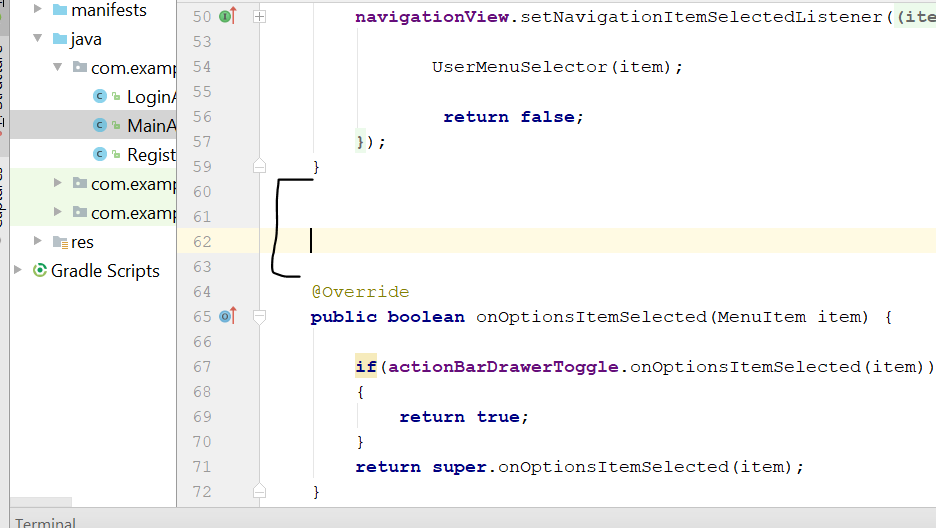 manifests
java
com.examp
LoginA
MainA
Regist
com.examp
com.examp
res
Gradle Scripts
50 navigationView.setNavigationItemSelectedListener((ite
53
54 UserMenuSelector(item);
55
56 return false;
57 });
59 }
60
61
62
63
64 @Override
65 public boolean onOptionsItemSelected(MenuItem item) {
66
67 if(actionBarDrawerToggle.onOptionsItemSelected(item))
68 {
69 return true;
70 }
71 return super.onOptionsItemSelected(item);
72 }
Terminal